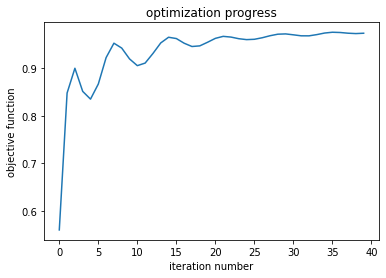 optimization progress
objective function
0.9
0.8
0.7
0.6
0 5 10 15 20 25 30 35 40
iteration number